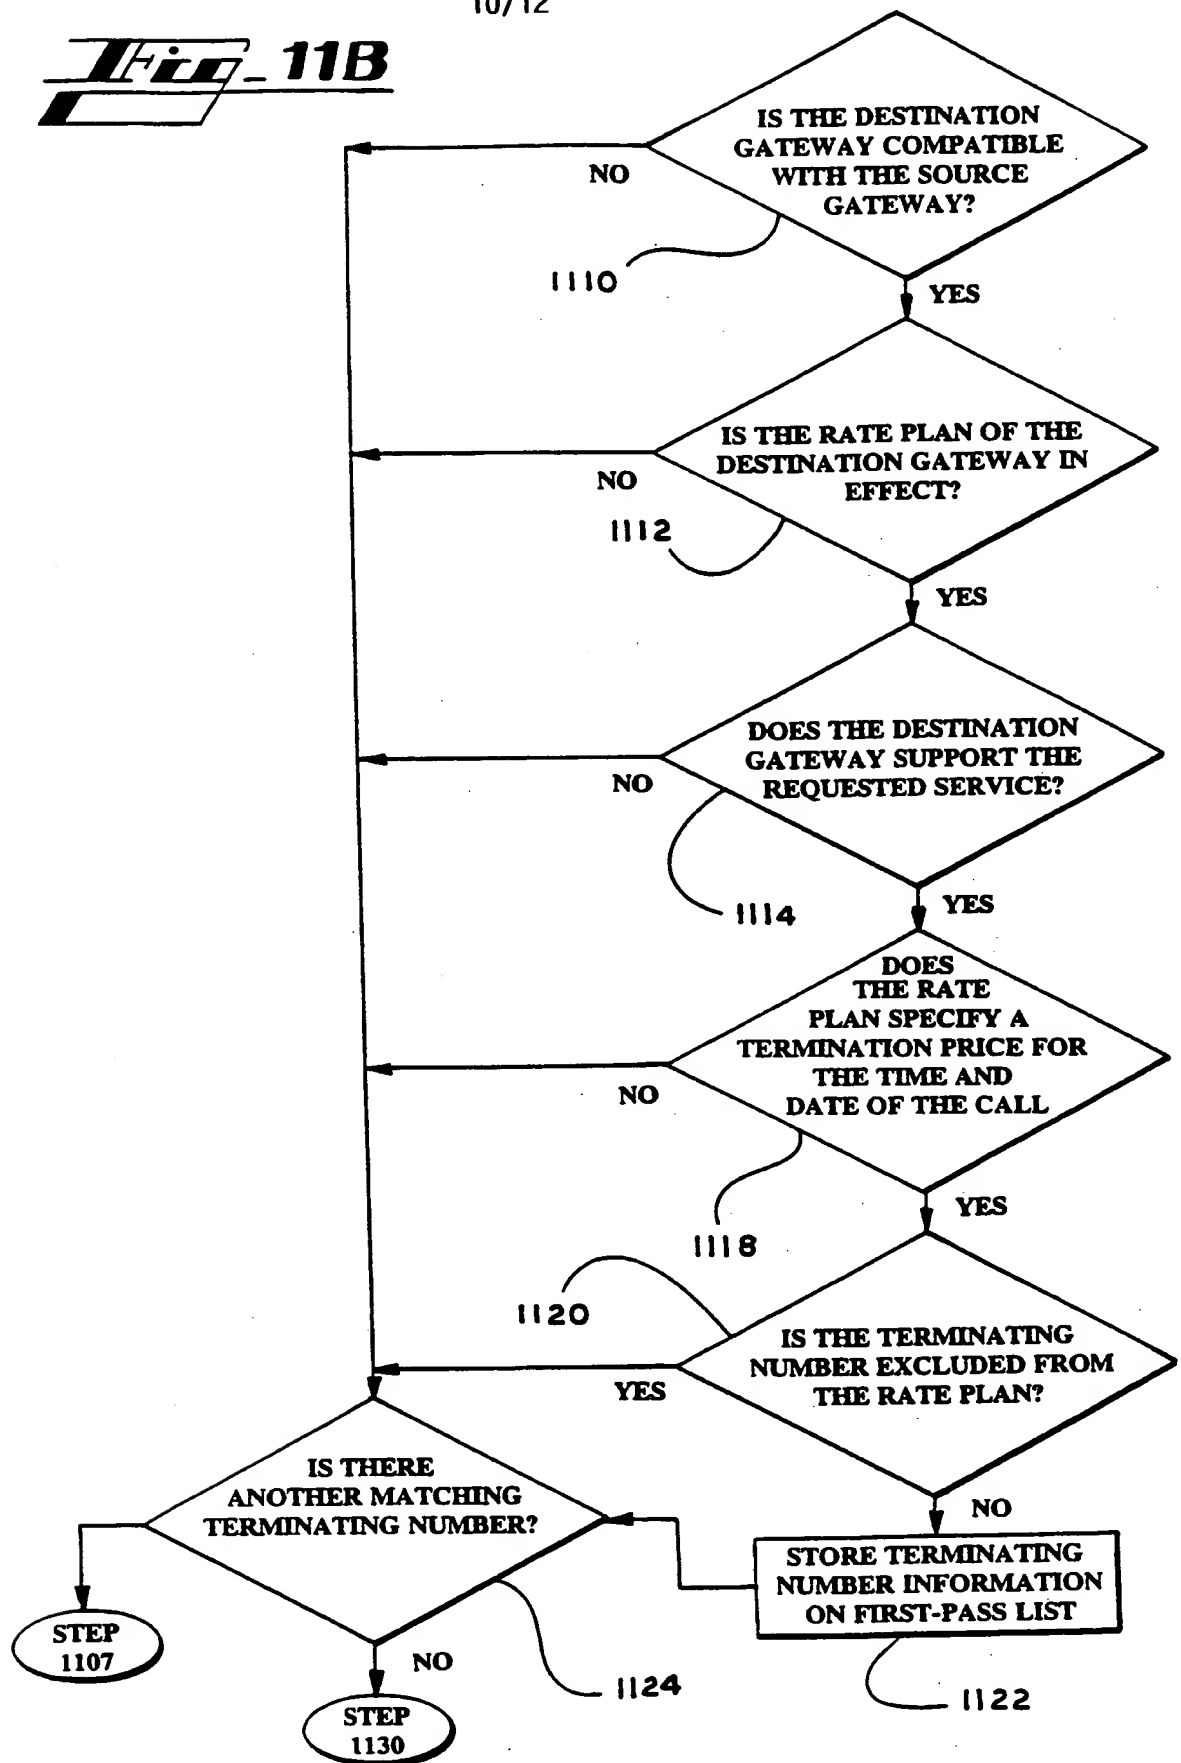 10/12
Fig_ 11B
IS THE DESTINATION
GATEWAY COMPATIBLE
WITH THE SOURCE
GATEWAY?
NO
1110
YES
IS THE RATE PLAN OF THE
DESTINATION GATEWAY IN
EFFECT?
NO
1112
YES
DOES THE DESTINATION
GATEWAY SUPPORT THE
REQUESTED SERVICE?
NO
1114
YES
DOES
THE RATE
PLAN SPECIFY A
TERMINATION PRICE FOR
THE TIME AND
DATE OF THE CALL
NO
1118
YES
1120
IS THE TERMINATING
NUMBER EXCLUDED FROM
THE RATE PLAN?
YES
NO
IS THERE
ANOTHER MATCHING
TERMINATING NUMBER?
STORE TERMINATING
NUMBER INFORMATION
ON FIRST-PASS LIST
STEP
1107
NO
1124
1122
STEP
1130